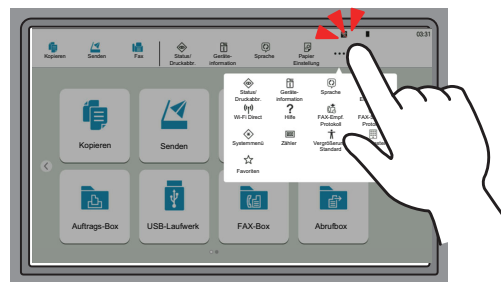 03:31
Kopieren Senden Fax Status/ Druckabbr. Geräte- information Sprache Papier Einstellung
Status/
Druckabbr.
Geräte-
information
Sprache
Wi-Fi Direct
Hilfe
FAX-Empf.
Protokoll
Systemmenü
Zähler
Vergrößerung
Standard
Favoriten
Kopieren
Senden
Auftrags-Box
USB-Laufwerk
FAX-Box
Abrufbox